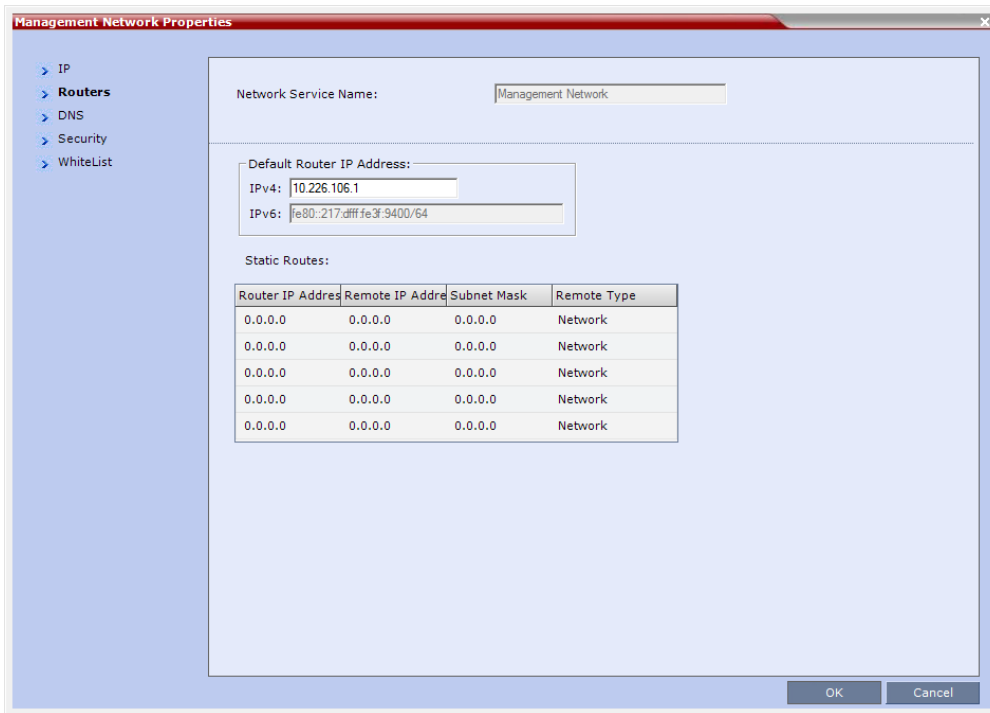 Management Network Properties
IP
Routers
DNS
Security
WhiteList
Network Service Name: Management Network
Default Router IP Address:
IPv4: 10.226.106.1
IPv6: fe80::217:dfff:fe3f:9400/64
Static Routes:
Router IP Addres Remote IP Addre Subnet Mask Remote Type
0.0.0.0 0.0.0.0 0.0.0.0 Network
0.0.0.0 0.0.0.0 0.0.0.0 Network
0.0.0.0 0.0.0.0 0.0.0.0 Network
0.0.0.0 0.0.0.0 0.0.0.0 Network
0.0.0.0 0.0.0.0 0.0.0.0 Network
OK Cancel